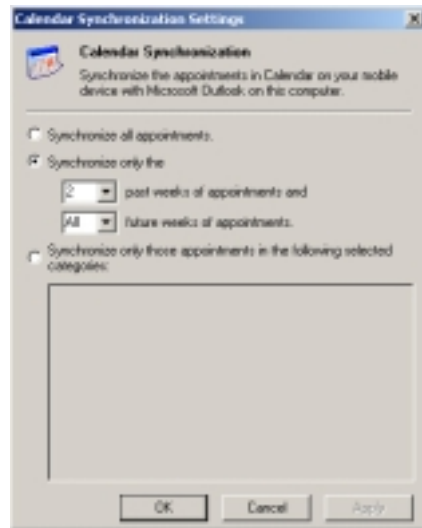 Calendar Synchronization Settings
Calendar Synchronization
Synchronize the appointments in Calendar on your mobile
device with Microsoft Outlook on this computer.
Synchronize all appointments.
Synchronize only the
2 past weeks of appointments and
All future weeks of appointments.
Synchronize only those appointments in the following selected
categories:
OK Cancel Apply